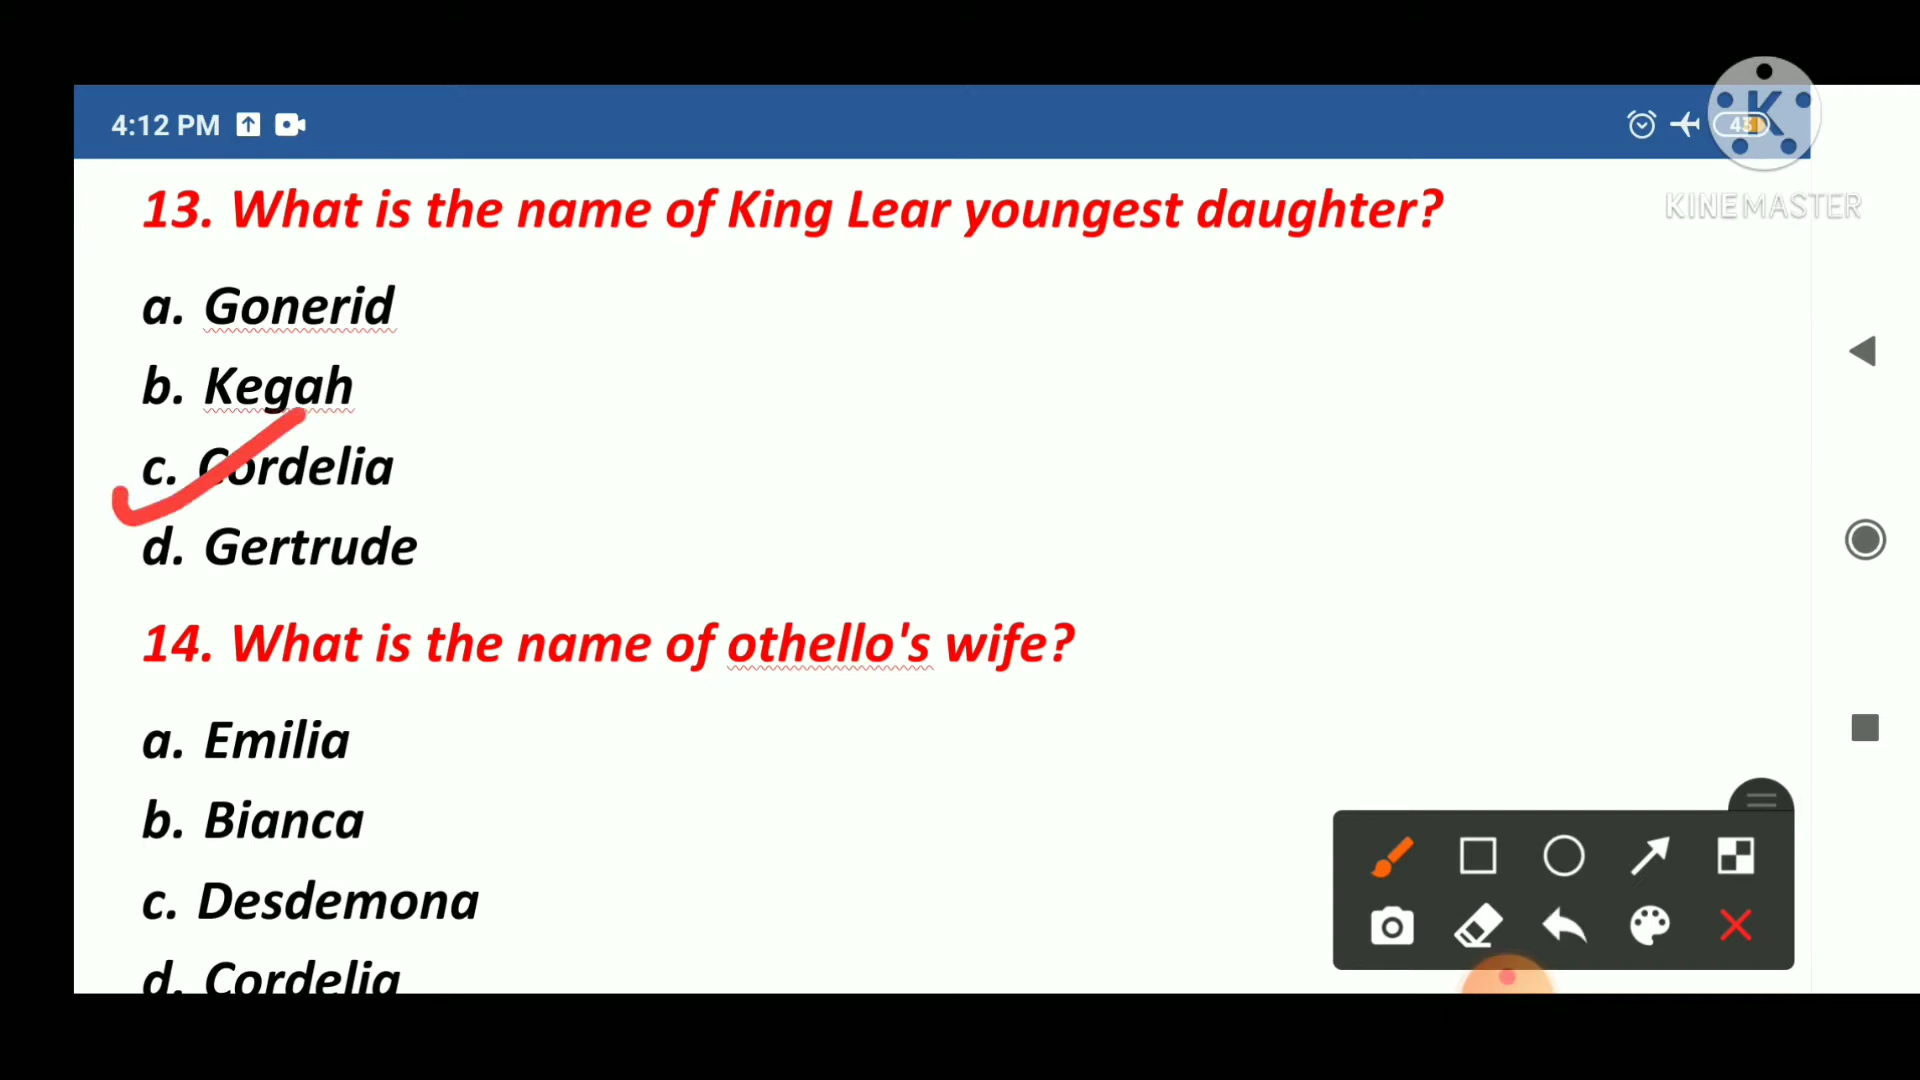 4:12 PM
43
K
KINEMASTER
13. What is the name of King Lear youngest daughter?
a. Gonerid
b. Kegah
c. Cordelia
d. Gertrude
14. What is the name of othello's wife?
a. Emilia
b. Bianca
c. Desdemona
d. Cordelia